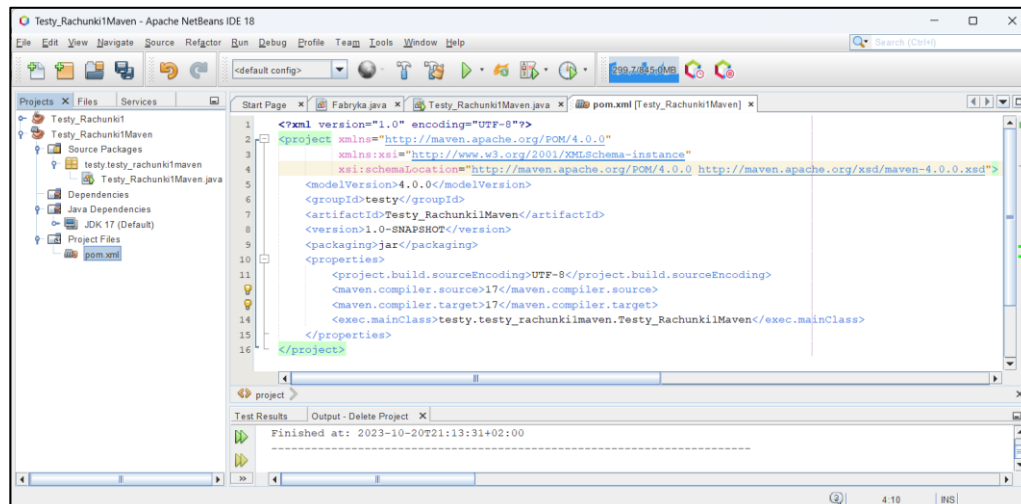 Testy_Rachunki1Maven - Apache NetBeans IDE 18
File Edit View Navigate Source Refactor Run Debug Profile Team Tools Window Help
Search (Ctrl+I)
<default config>
299.7/845.0MB
Projects Files Services
Testy_Rachunki1
Testy_Rachunki1Maven
Source Packages
testy.testy_rachunki1maven
Testy_Rachunki1Maven.java
Dependencies
Java Dependencies
JDK 17 (Default)
Project Files
pom.xml
Start Page Fabryka.java Testy_Rachunki1Maven.java pom.xml [Testy_Rachunki1Maven]
1 <?xml version="1.0" encoding="UTF-8"?>
2 <project xmlns="http://maven.apache.org/POM/4.0.0"
3 xmlns:xsi="http://www.w3.org/2001/XMLSchema-instance"
4 xsi:schemaLocation="http://maven.apache.org/POM/4.0.0 http://maven.apache.org/xsd/maven-4.0.0.xsd">
5 <modelVersion>4.0.0</modelVersion>
6 <groupId>testy</groupId>
7 <artifactId>Testy_Rachunki1Maven</artifactId>
8 <version>1.0-SNAPSHOT</version>
9 <packaging>jar</packaging>
10 <properties>
11 <project.build.sourceEncoding>UTF-8</project.build.sourceEncoding>
<maven.compiler.source>17</maven.compiler.source>
<maven.compiler.target>17</maven.compiler.target>
14 <exec.mainClass>testy.testy_rachunki1maven.Testy_Rachunki1Maven</exec.mainClass>
15 </properties>
16 </project>
project
Test Results Output - Delete Project
Finished at: 2023-10-20T21:13:31+02:00
------------------------------------------------------------------------
4:10 INS